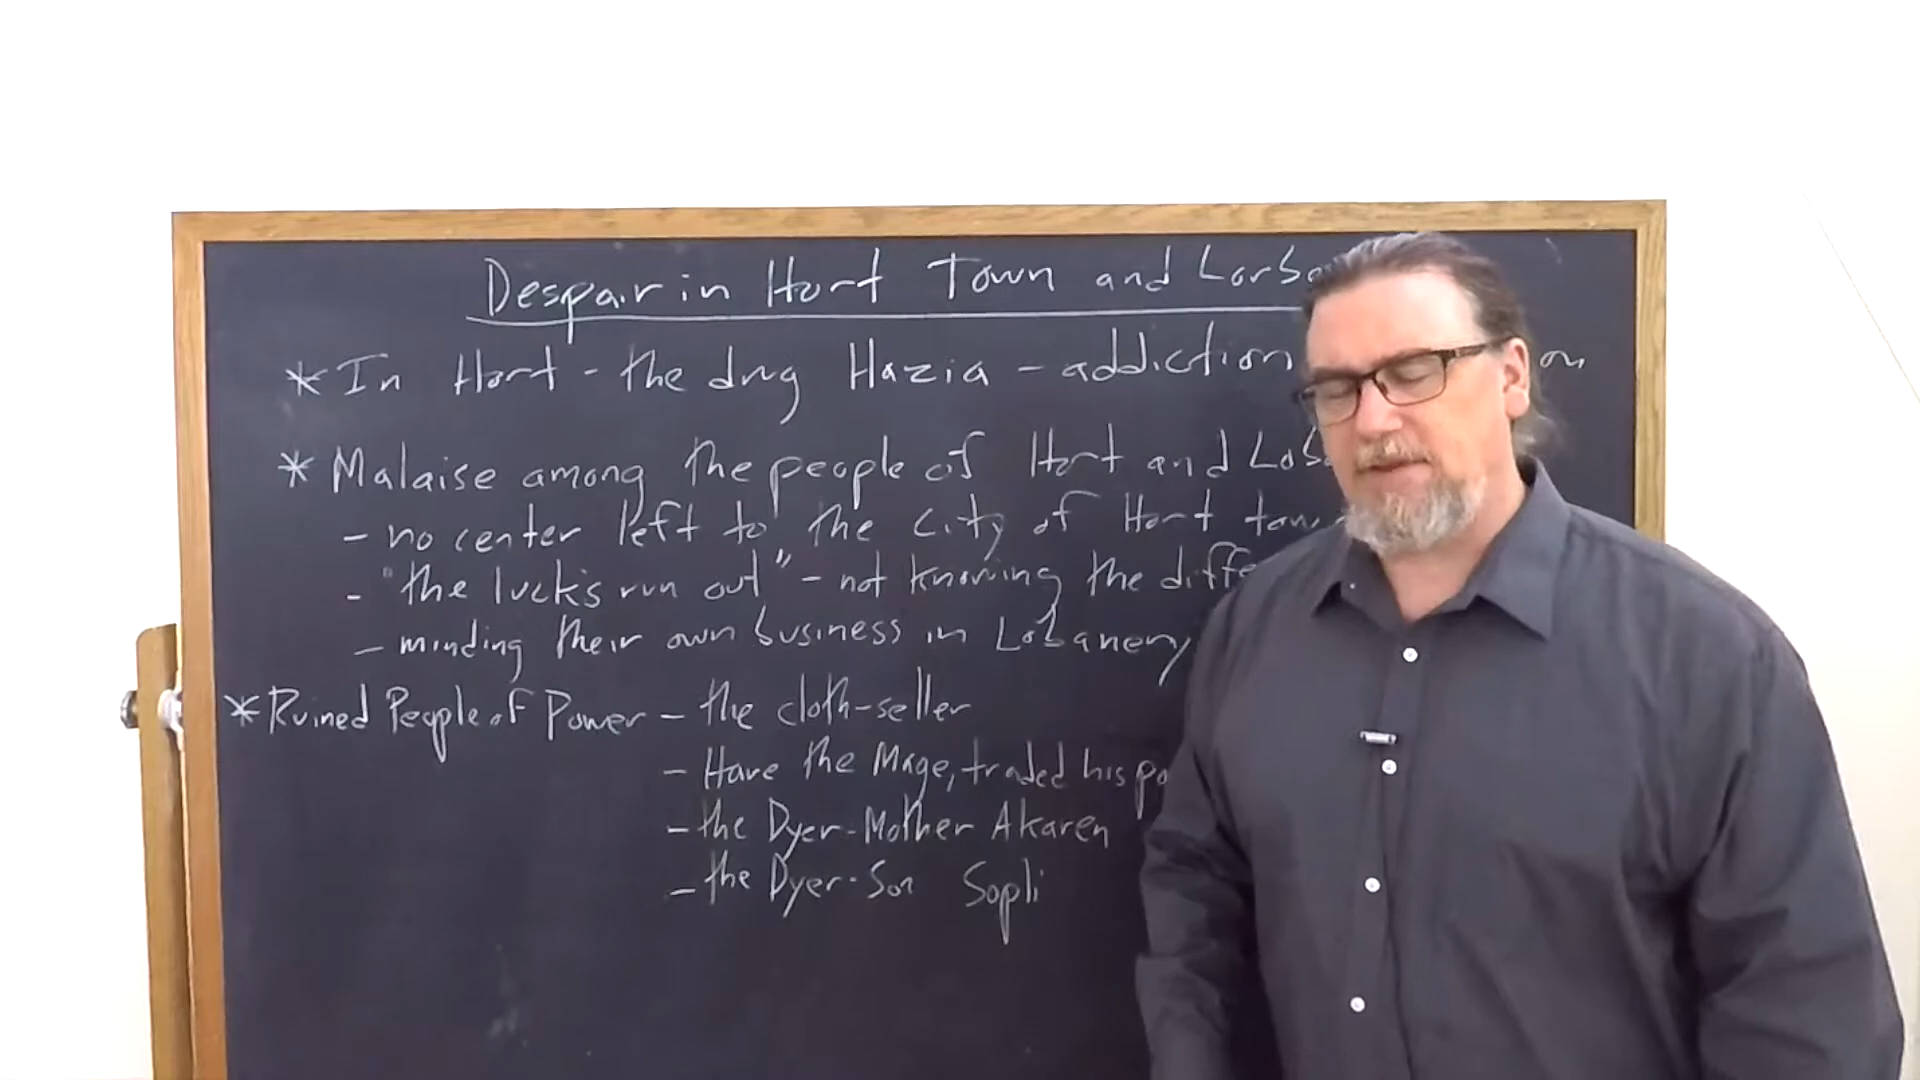 Despair in Hort Town and Lorba
* In Hort - the drug Hazia - addiction on
* Malaise among the people of Hort and Lob
- no center left to the city of Hort town
- "the luck's run out" - not knowing the diffe
- minding their own business in Lobanery
* Ruined People of Power - the cloth-seller
- Hare the Mage, traded his po
- the Dyer-Mother Akaren
- the Dyer-Son Sopli